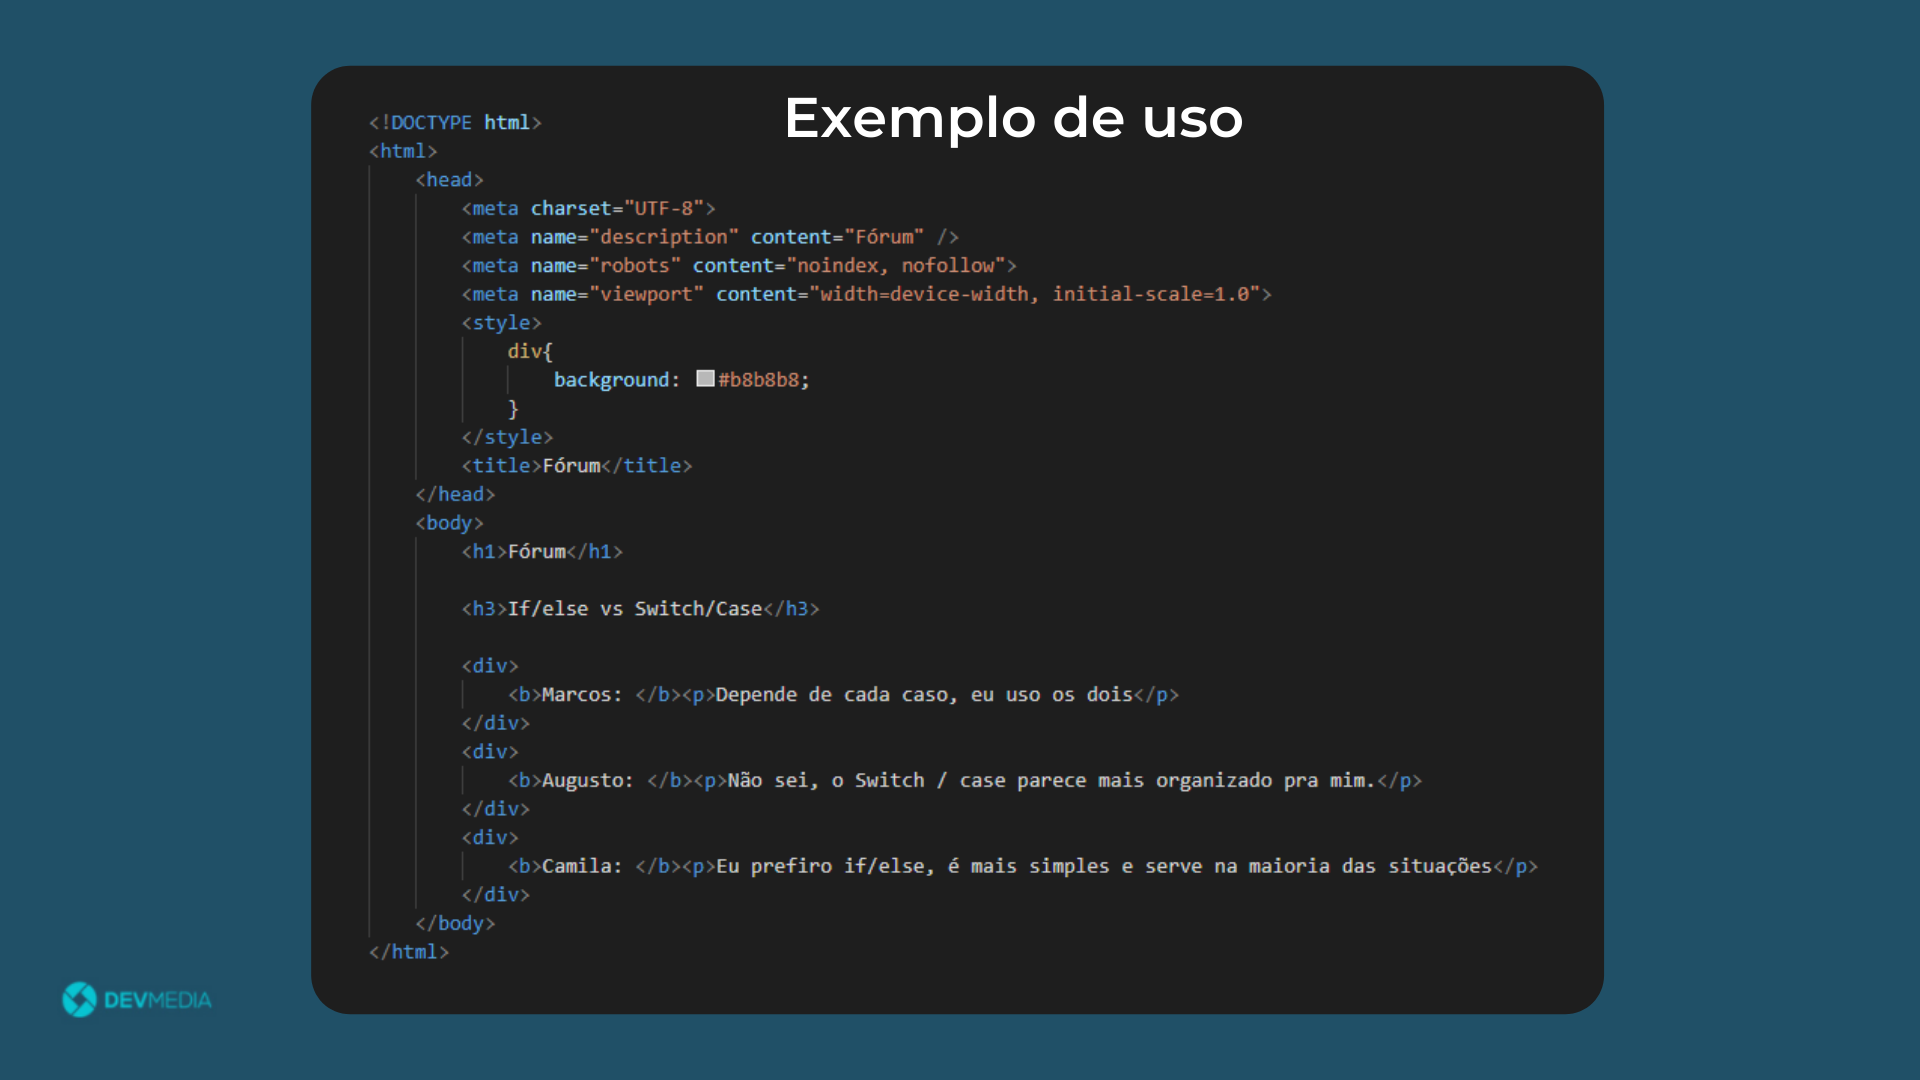 Exemplo de uso
<!DOCTYPE html>
<html>
<head>
<meta charset="UTF-8">
<meta name="description" content="Fórum" />
<meta name="robots" content="noindex, nofollow">
<meta name="viewport" content="width=device-width, initial-scale=1.0">
<style>
div{
background: #b8b8b8;
}
</style>
<title>Fórum</title>
</head>
<body>
<h1>Fórum</h1>
<h3>If/else vs Switch/Case</h3>
<div>
<b>Marcos: </b><p>Depende de cada caso, eu uso os dois</p>
</div>
<div>
<b>Augusto: </b><p>Não sei, o Switch / case parece mais organizado pra mim.</p>
</div>
<div>
<b>Camila: </b><p>Eu prefiro if/else, é mais simples e serve na maioria das situações</p>
</div>
</body>
</html>
DEVMEDIA